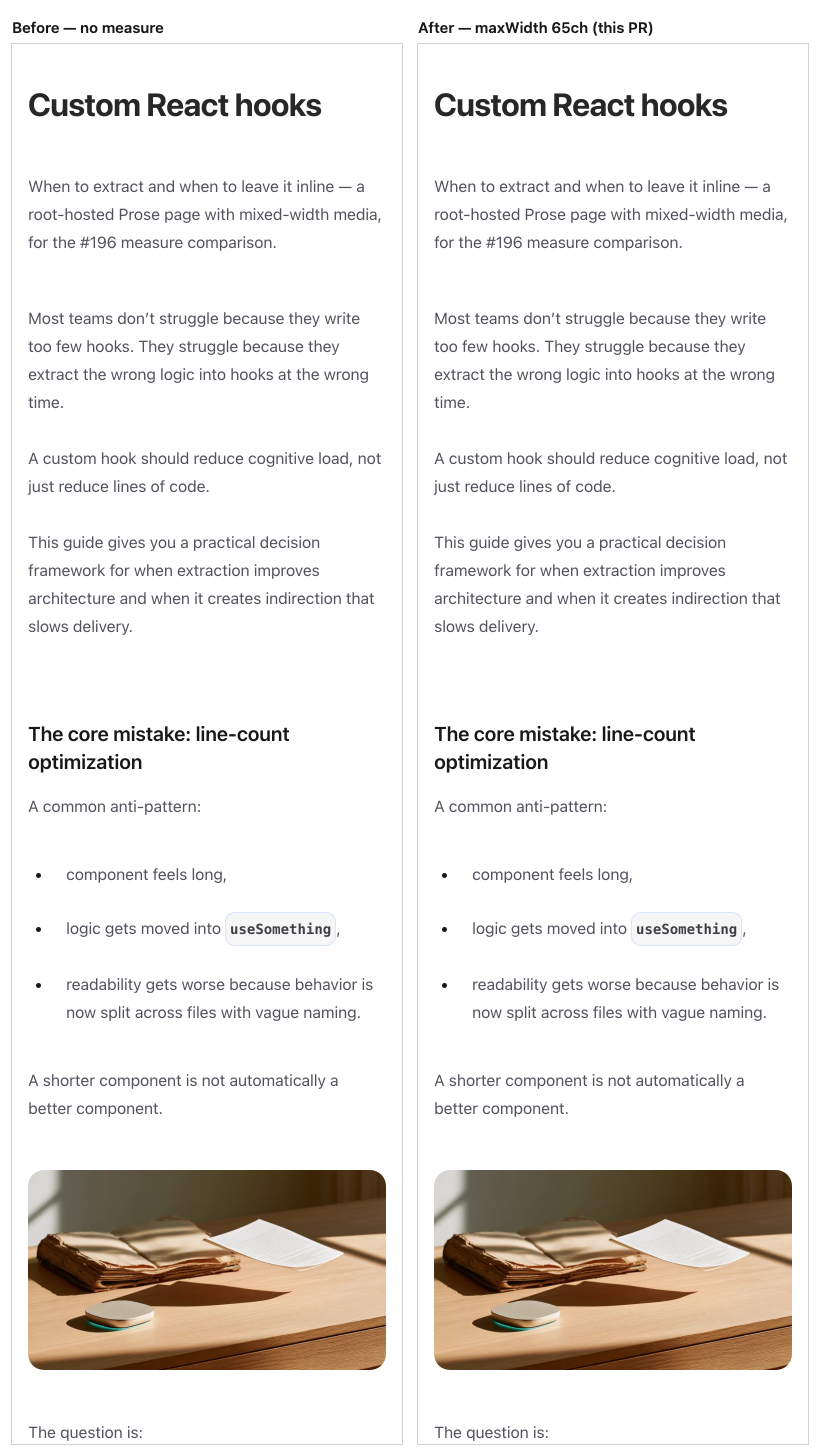 Before — no measure
Custom React hooks
When to extract and when to leave it inline — a
root-hosted Prose page with mixed-width media,
for the #196 measure comparison.
Most teams don’t struggle because they write
too few hooks. They struggle because they
extract the wrong logic into hooks at the wrong
time.
A custom hook should reduce cognitive load, not
just reduce lines of code.
This guide gives you a practical decision
framework for when extraction improves
architecture and when it creates indirection that
slows delivery.
The core mistake: line-count
optimization
A common anti-pattern:
• component feels long,
• logic gets moved into useSomething,
• readability gets worse because behavior is
now split across files with vague naming.
A shorter component is not automatically a
better component.
The question is:
After — maxWidth 65ch (this PR)
Custom React hooks
When to extract and when to leave it inline — a
root-hosted Prose page with mixed-width media,
for the #196 measure comparison.
Most teams don’t struggle because they write
too few hooks. They struggle because they
extract the wrong logic into hooks at the wrong
time.
A custom hook should reduce cognitive load, not
just reduce lines of code.
This guide gives you a practical decision
framework for when extraction improves
architecture and when it creates indirection that
slows delivery.
The core mistake: line-count
optimization
A common anti-pattern:
• component feels long,
• logic gets moved into useSomething,
• readability gets worse because behavior is
now split across files with vague naming.
A shorter component is not automatically a
better component.
The question is: